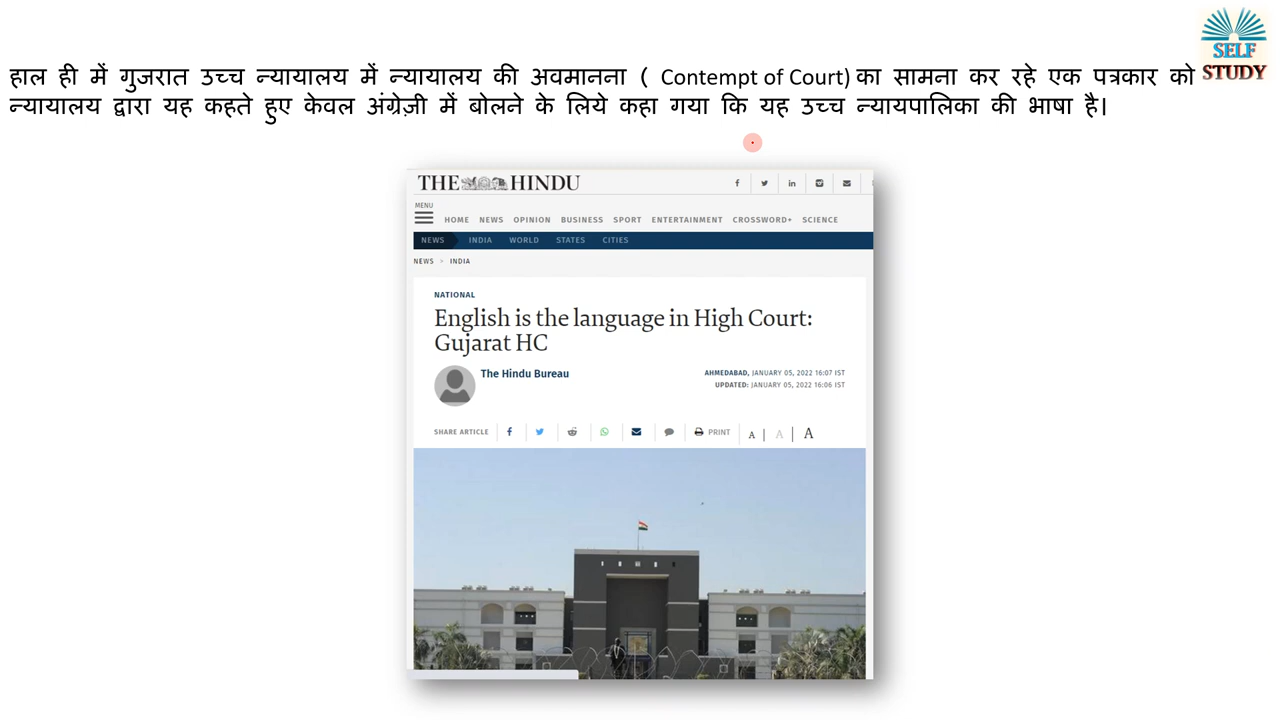 SELF
STUDY
हाल ही में गुजरात उच्च न्यायालय में न्यायालय की अवमानना ( Contempt of Court) का सामना कर रहे एक पत्रकार को
न्यायालय द्वारा यह कहते हुए केवल अंग्रेज़ी में बोलने के लिये कहा गया कि यह उच्च न्यायपालिका की भाषा है।
THE HINDU
MENU
HOME NEWS OPINION BUSINESS SPORT ENTERTAINMENT CROSSWORD+ SCIENCE
NEWS INDIA WORLD STATES CITIES
NEWS > INDIA
NATIONAL
English is the language in High Court:
Gujarat HC
The Hindu Bureau
AHMEDABAD, JANUARY 05, 2022 16:07 IST
UPDATED: JANUARY 05, 2022 16:06 IST
SHARE ARTICLE PRINT A A A